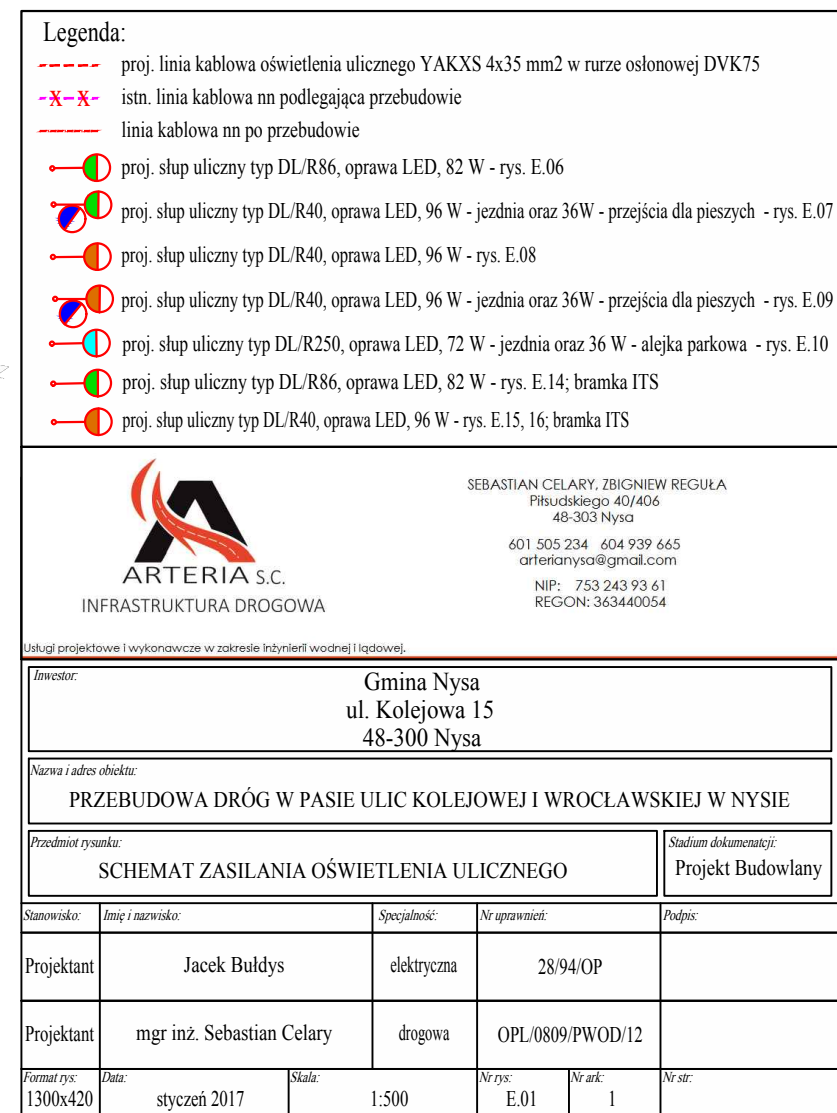 Legenda:
proj. linia kablowa oświetlenia ulicznego YAKXS 4x35 mm2 w rurze osłonowej DVK75
X X istn. linia kablowa nn podlegająca przebudowie
linia kablowa nn po przebudowie
proj. słup uliczny typ DL/R86, oprawa LED, 82 W - rys. E.06
proj. słup uliczny typ DL/R40, oprawa LED, 96 W - jezdnia oraz 36W - przejścia dla pieszych - rys. E.07
proj. słup uliczny typ DL/R40, oprawa LED, 96 W - rys. E.08
proj. słup uliczny typ DL/R40, oprawa LED, 96 W - jezdnia oraz 36W - przejścia dla pieszych - rys. E.09
proj. słup uliczny typ DL/R250, oprawa LED, 72 W - jezdnia oraz 36 W - alejka parkowa - rys. E.10
proj. słup uliczny typ DL/R86, oprawa LED, 82 W - rys. E.14; bramka ITS
proj. słup uliczny typ DL/R40, oprawa LED, 96 W - rys. E.15, 16; bramka ITS
ARTERIA S.C.
INFRASTRUKTURA DROGOWA
SEBASTIAN CELARY, ZBIGNIEW REGUŁA
Piłsudskiego 40/406
48-303 Nysa
601 505 234 604 939 665
arterianysa@gmail.com
NIP: 753 243 93 61
REGON: 363440054
Usługi projektowe i wykonawcze w zakresie inżynierii wodnej i lądowej.
Inwestor:
Gmina Nysa
ul. Kolejowa 15
48-300 Nysa
Nazwa i adres obiektu:
PRZEBUDOWA DRÓG W PASIE ULIC KOLEJOWEJ I WROCŁAWSKIEJ W NYSIE
Przedmiot rysunku:
SCHEMAT ZASILANIA OŚWIETLENIA ULICZNEGO
Stadium dokumenatcji:
Projekt Budowlany
Stanowisko: Imię i nazwisko: Specjalność: Nr uprawnień: Podpis:
Projektant Jacek Bułdys elektryczna 28/94/OP
Projektant mgr inż. Sebastian Celary drogowa OPL/0809/PWOD/12
Format rys: Data: Skala: Nr rys: Nr ark: Nr str:
1300x420 styczeń 2017 1:500 E.01 1